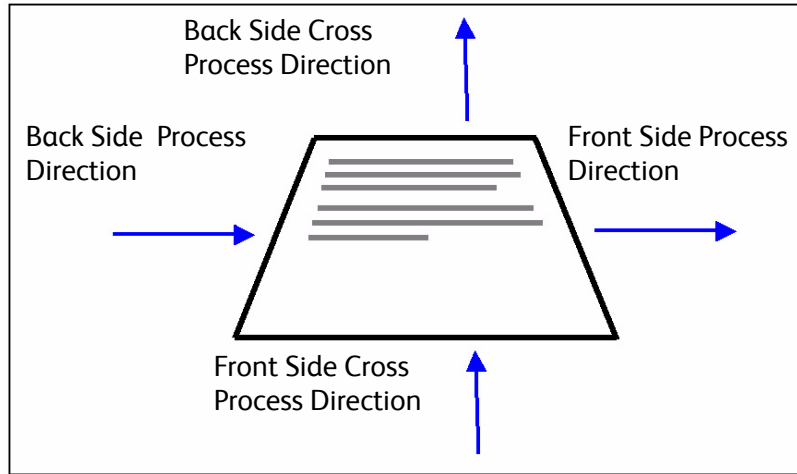 Back Side Cross
Process Direction
Back Side Process
Direction
Front Side Process
Direction
Front Side Cross
Process Direction